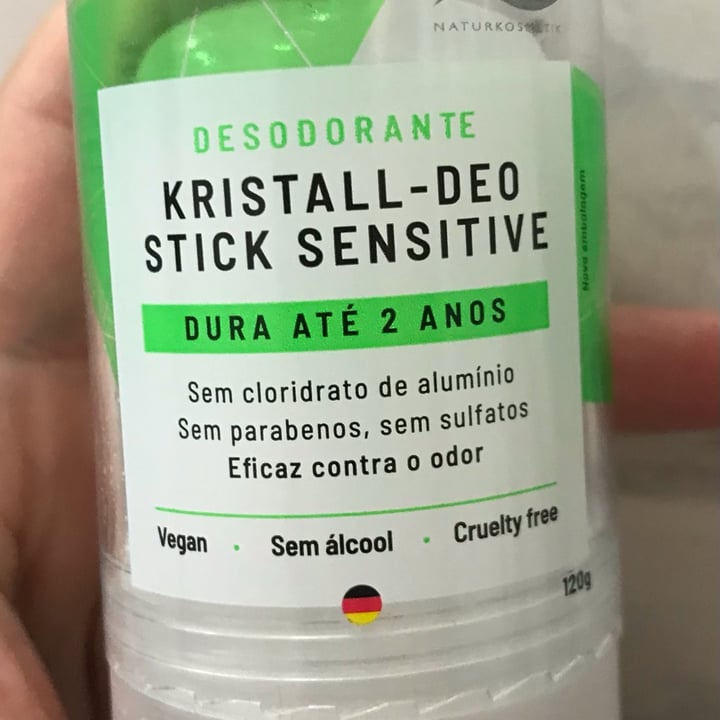 NATURKOSMETIK
DESODORANTE
KRISTALL-DEO
STICK SENSITIVE
DURA ATÉ 2 ANOS
Sem cloridrato de alumínio
Sem parabenos, sem sulfatos
Eficaz contra o odor
Vegan · Sem álcool · Cruelty free
120g
Nova embalagem